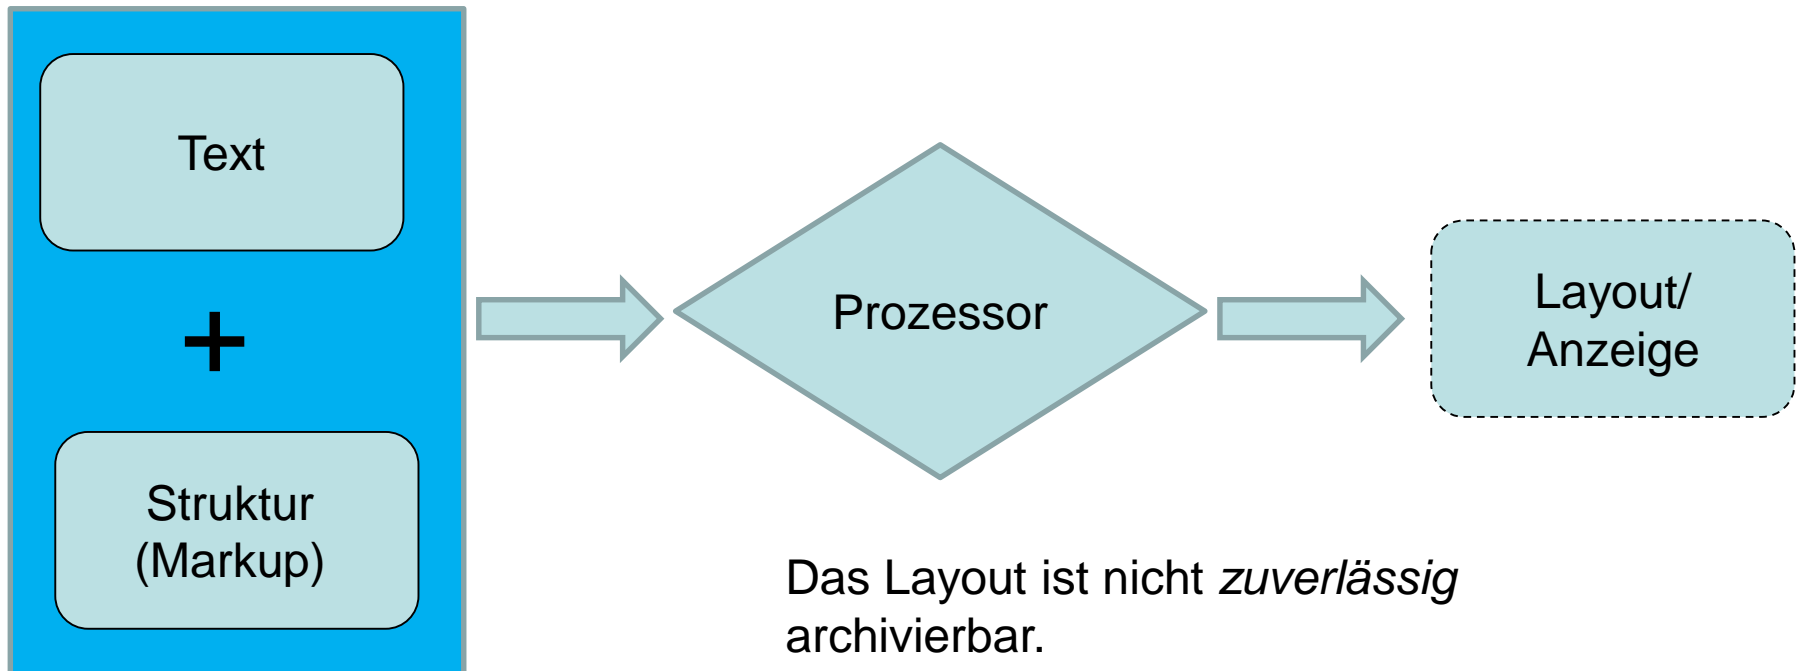 Text
+
Struktur
(Markup)
Prozessor
Layout/
Anzeige
Das Layout ist nicht zuverlässig
archivierbar.